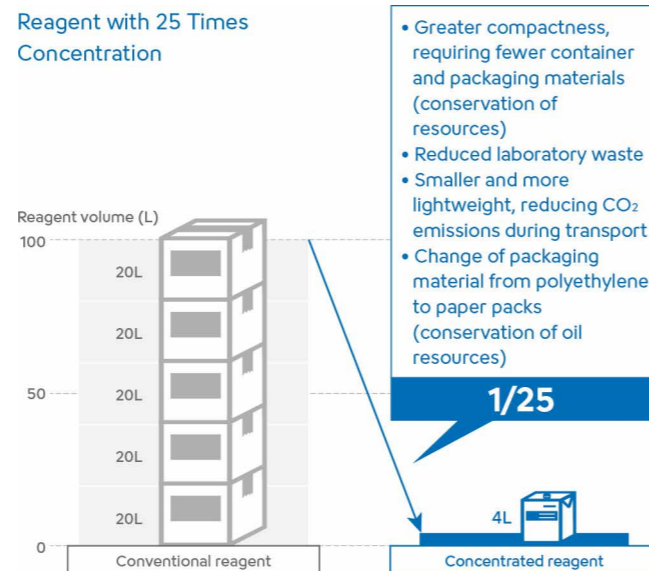 Reagent with 25 Times
Concentration
• Greater compactness,
requiring fewer container
and packaging materials
(conservation of
resources)
• Reduced laboratory waste
• Smaller and more
lightweight, reducing CO₂
emissions during transport
• Change of packaging
material from polyethylene
to paper packs
(conservation of oil
resources)
1/25
Reagent volume (L)
100
20L
20L
50
20L
20L
20L
0
4L
Conventional reagent
Concentrated reagent